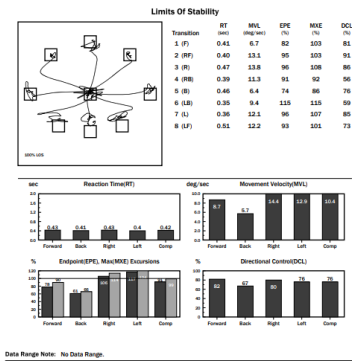 Limits Of Stability
Transition RT (sec) MVL (deg/sec) EPE (%) MXE (%) DCL (%)
1 (F) 0.41 6.7 82 103 81
2 (RF) 0.40 13.1 95 103 91
3 (R) 0.47 13.8 96 108 86
4 (RB) 0.39 11.3 91 92 56
5 (B) 0.46 6.4 74 86 76
6 (LB) 0.35 9.4 115 115 59
7 (L) 0.36 12.1 96 107 85
8 (LF) 0.51 12.2 93 101 73
100% LOS
sec Reaction Time(RT)
0.43 0.41 0.43 0.4 0.42
Forward Back Right Left Comp
deg/sec Movement Velocity(MVL)
8.7 5.7 14.4 12.9 10.4
Forward Back Right Left Comp
% Endpoint(EPE), Max(MXE) Excursions
78 90 61 65
Forward Back Right Left Comp
% Directional Control(DCL)
82 67 80 76 76
Forward Back Right Left Comp
Data Range Note: No Data Range.